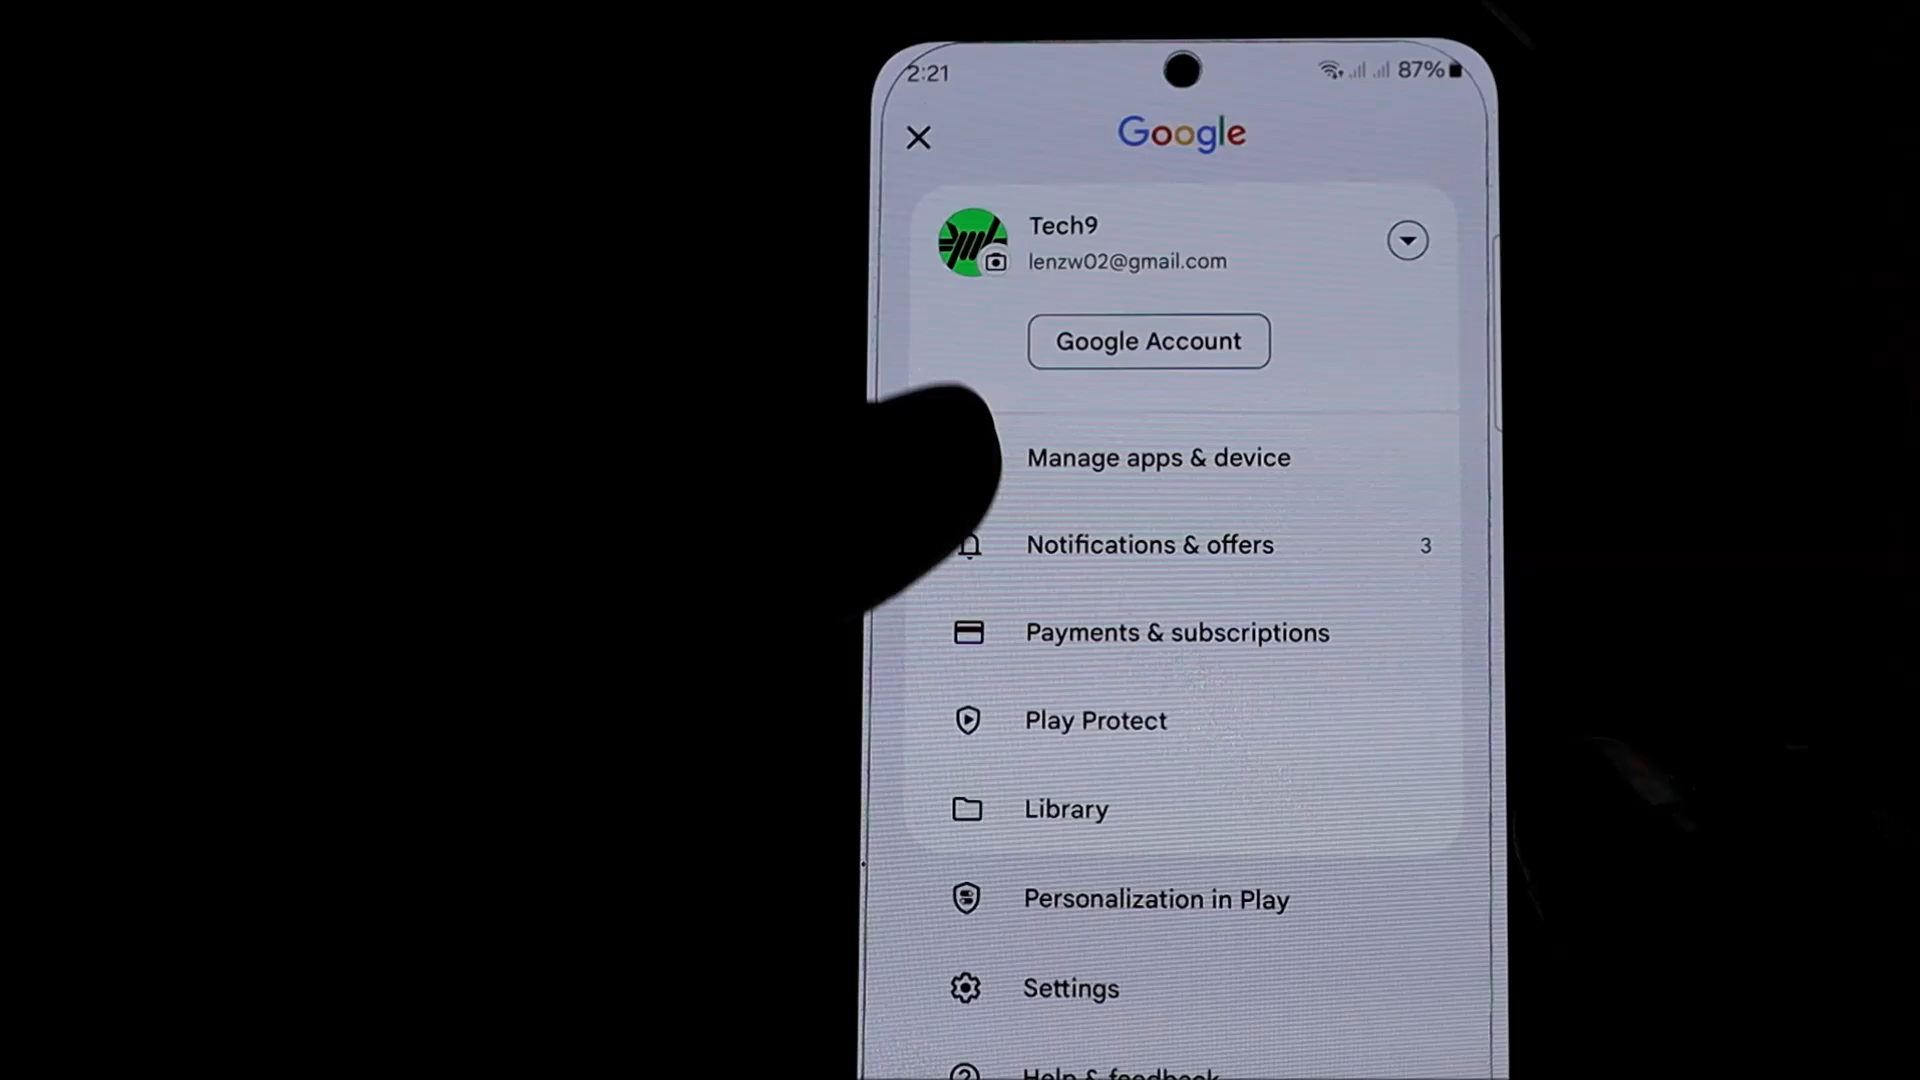 2:21
87%
Google
Tech9
lenzw02@gmail.com
Google Account
Manage apps & device
Notifications & offers 3
Payments & subscriptions
Play Protect
Library
Personalization in Play
Settings
Help & feedback